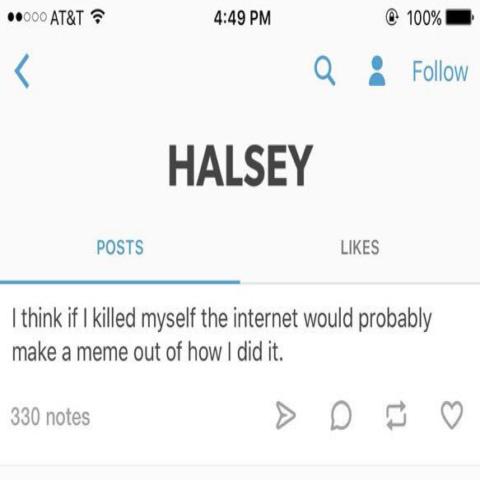 AT&T 4:49 PM 100%
Follow
HALSEY
POSTS LIKES
I think if I killed myself the internet would probably
make a meme out of how I did it.
330 notes